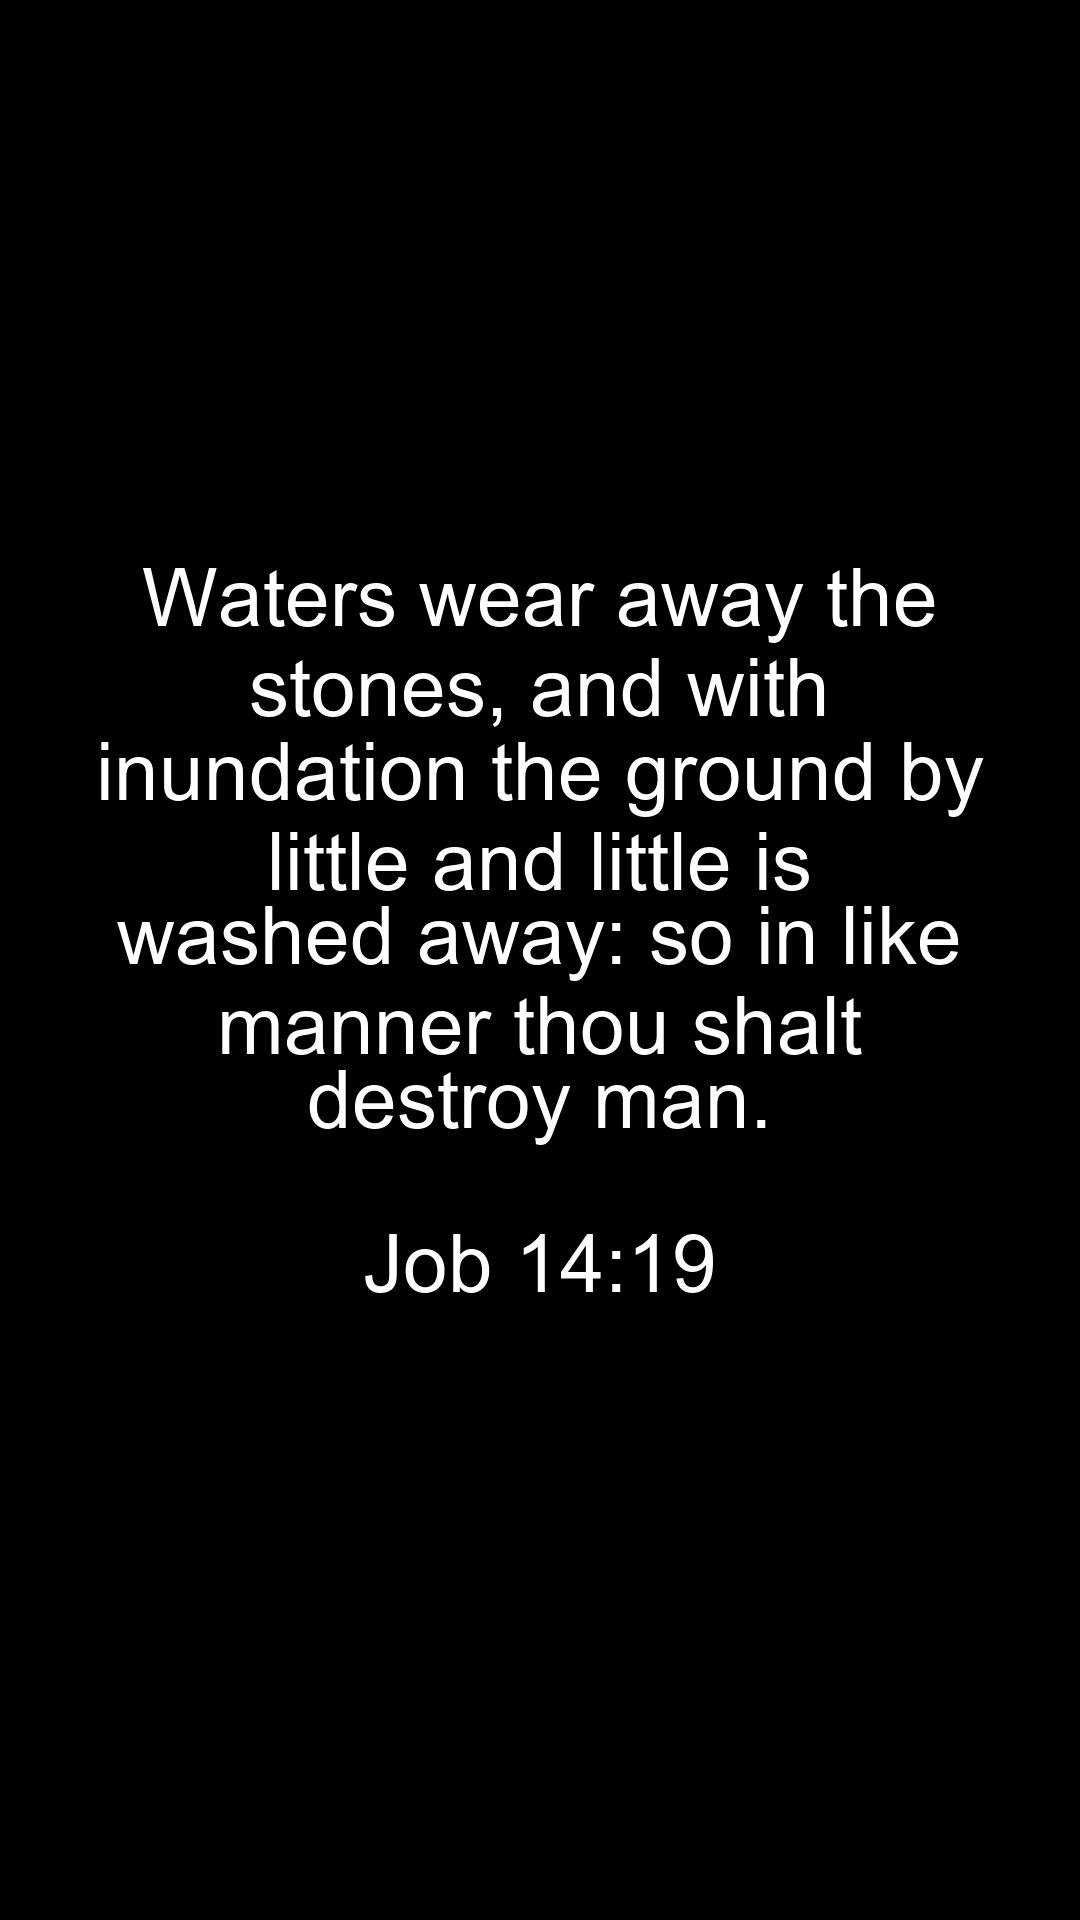 Waters wear away the
stones, and with
inundation the ground by
little and little is
washed away: so in like
manner thou shalt
destroy man.
Job 14:19